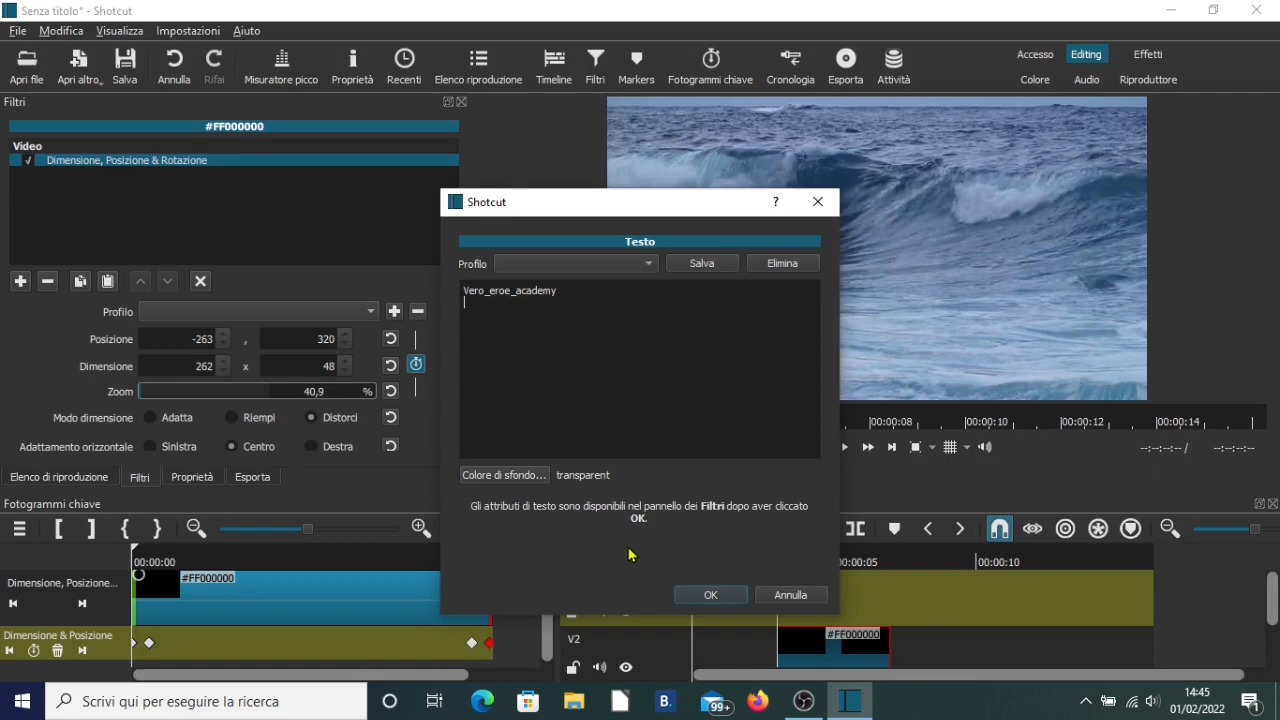 Senza titolo* - Shotcut
File Modifica Visualizza Impostazioni Aiuto
Apri file Apri altro Salva Annulla Rifai Misuratore picco Proprietà Recenti Elenco riproduzione Timeline Filtri Markers Fotogrammi chiave Cronologia Esporta Attività
Accesso Editing Effetti
Colore Audio Riproduttore
Filtri
#FF000000
Video
✓ Dimensione, Posizione & Rotazione
Profilo
Posizione -263 , 320
Dimensione 262 x 48
Zoom 40,9 %
Modo dimensione Adatta Riempi Distorci
Adattamento orizzontale Sinistra Centro Destra
Elenco di riproduzione Filtri Proprietà Esporta
Shotcut ?
Testo
Profilo Salva Elimina
Vero_eroe_academy
Colore di sfondo... transparent
Gli attributi di testo sono disponibili nel pannello dei Filtri dopo aver cliccato
OK.
OK Annulla
00:00:08 00:00:10 00:00:12 00:00:14
--:--:--:-- / --:--:--:--
Fotogrammi chiave
00:00:00
Dimensione, Posizione... #FF000000
Dimensione & Posizione
00:00:05 00:00:10
V2 #FF000000
Scrivi qui per eseguire la ricerca
B.
99+
14:45
01/02/2022
1